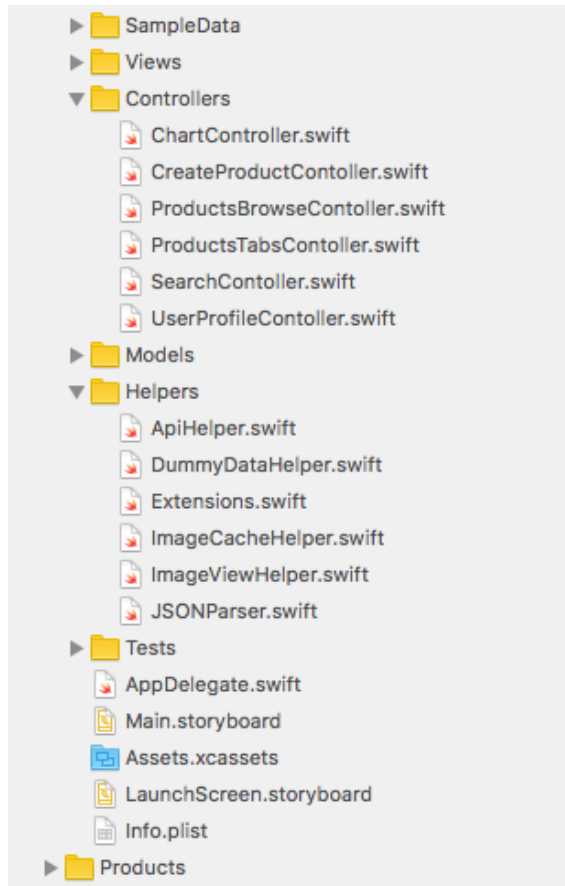 SampleData
Views
Controllers
ChartController.swift
CreateProductContoller.swift
ProductsBrowseContoller.swift
ProductsTabsContoller.swift
SearchContoller.swift
UserProfileContoller.swift
Models
Helpers
ApiHelper.swift
DummyDataHelper.swift
Extensions.swift
ImageCacheHelper.swift
ImageViewHelper.swift
JSONParser.swift
Tests
AppDelegate.swift
Main.storyboard
Assets.xcassets
LaunchScreen.storyboard
Info.plist
Products